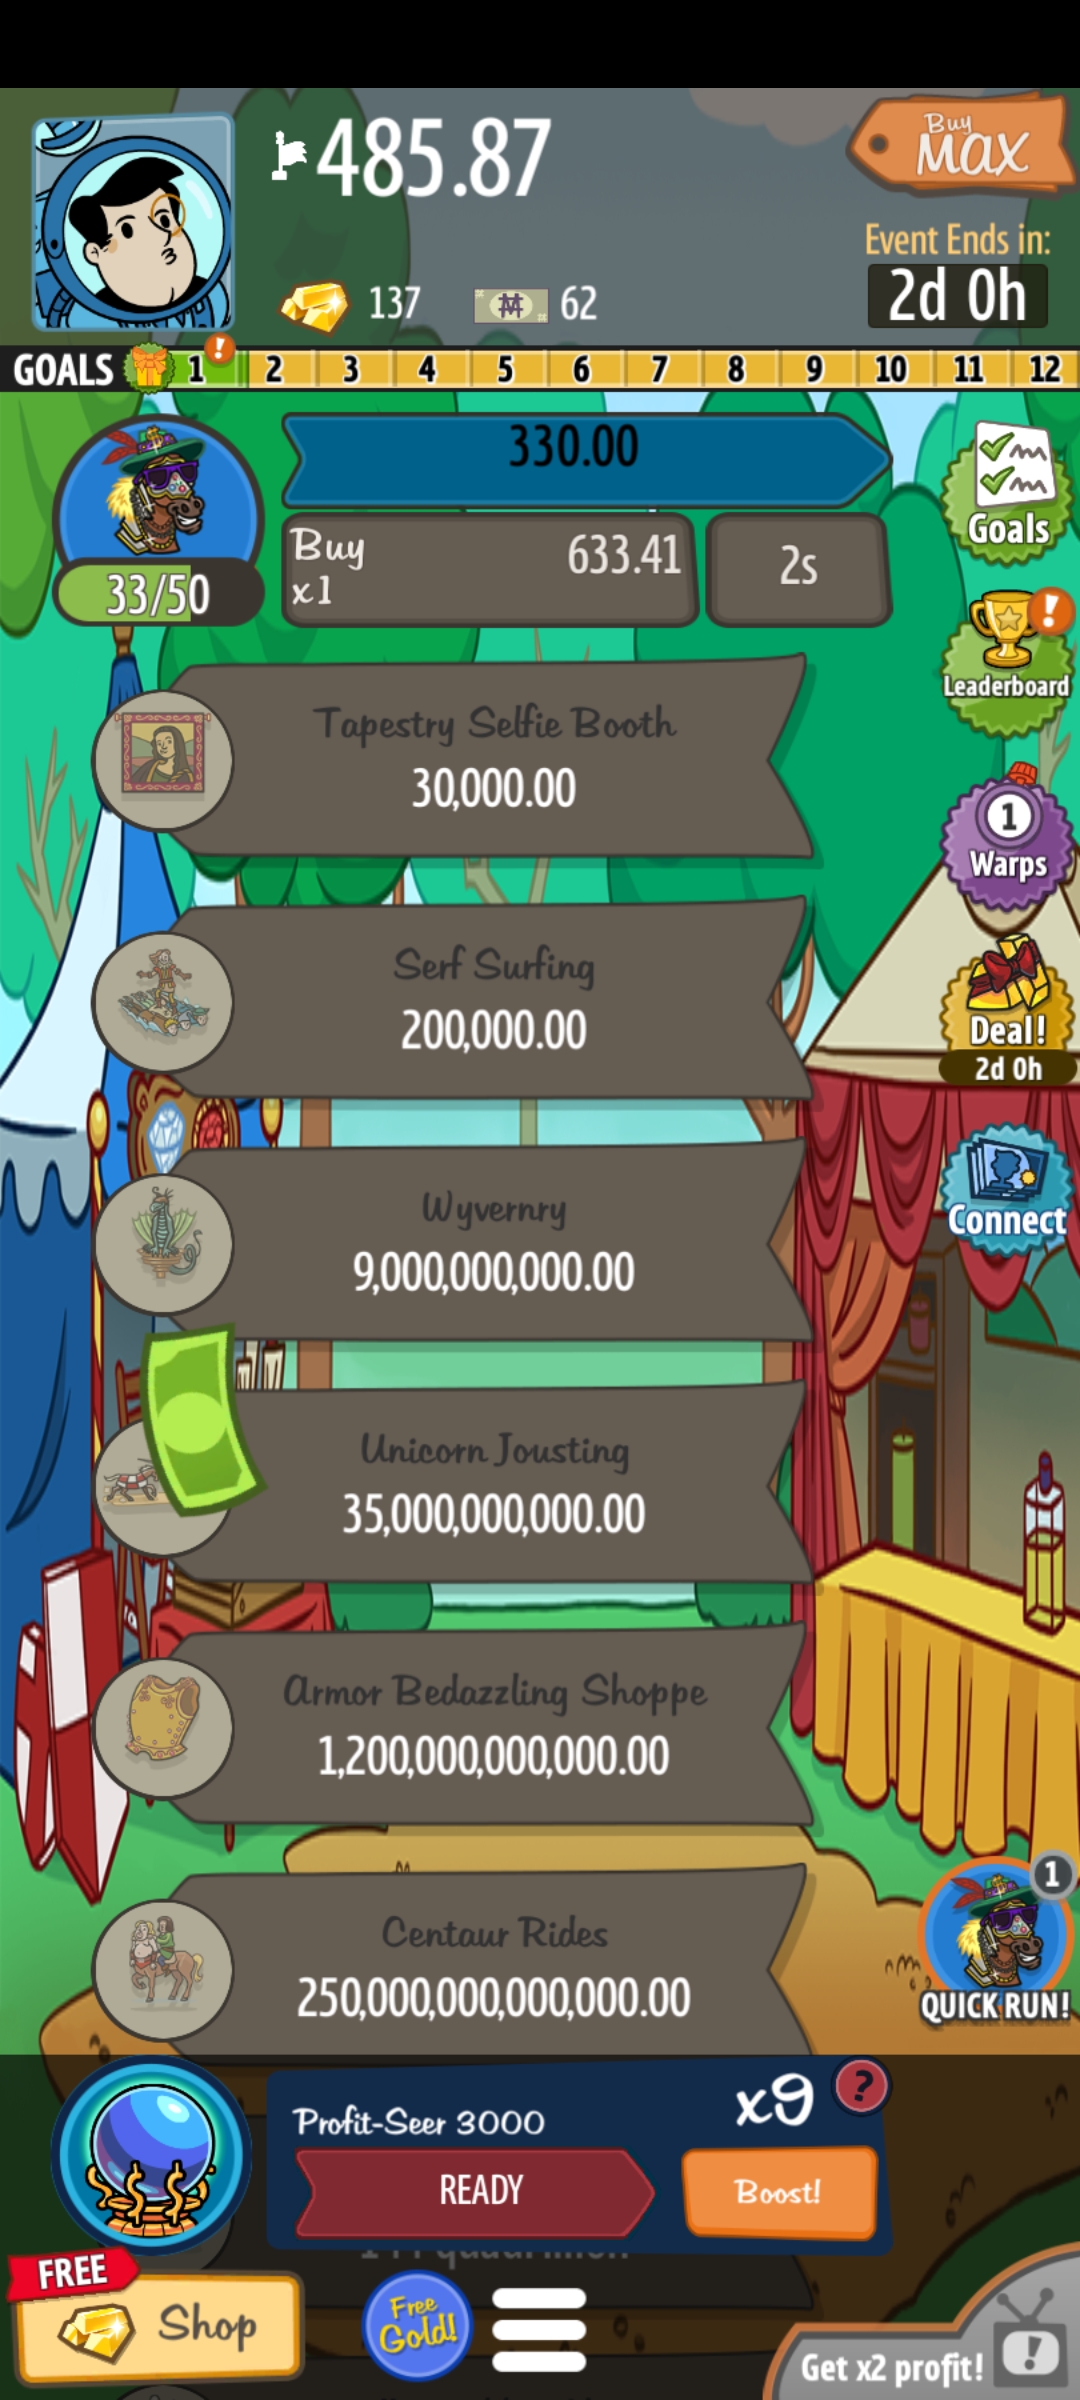 485.87
Buy
MAX
Event Ends in:
2d 0h
137
62
GOALS 1 ! 2 3 4 5 6 7 8 9 10 11 12
330.00
33/50
Buy
x1
633.41
2s
Goals
!
Leaderboard
Tapestry Selfie Booth
30,000.00
1
Warps
Serf Surfing
200,000.00
Deal!
2d 0h
Wyvernry
9,000,000,000.00
Connect
Unicorn Jousting
35,000,000,000.00
Armor Bedazzling Shoppe
1,200,000,000,000.00
Centaur Rides
250,000,000,000,000.00
1
QUICK RUN!
Profit-Seer 3000
x9
?
READY
Boost!
FREE
Shop
Free
Gold!
Get x2 profit!
!